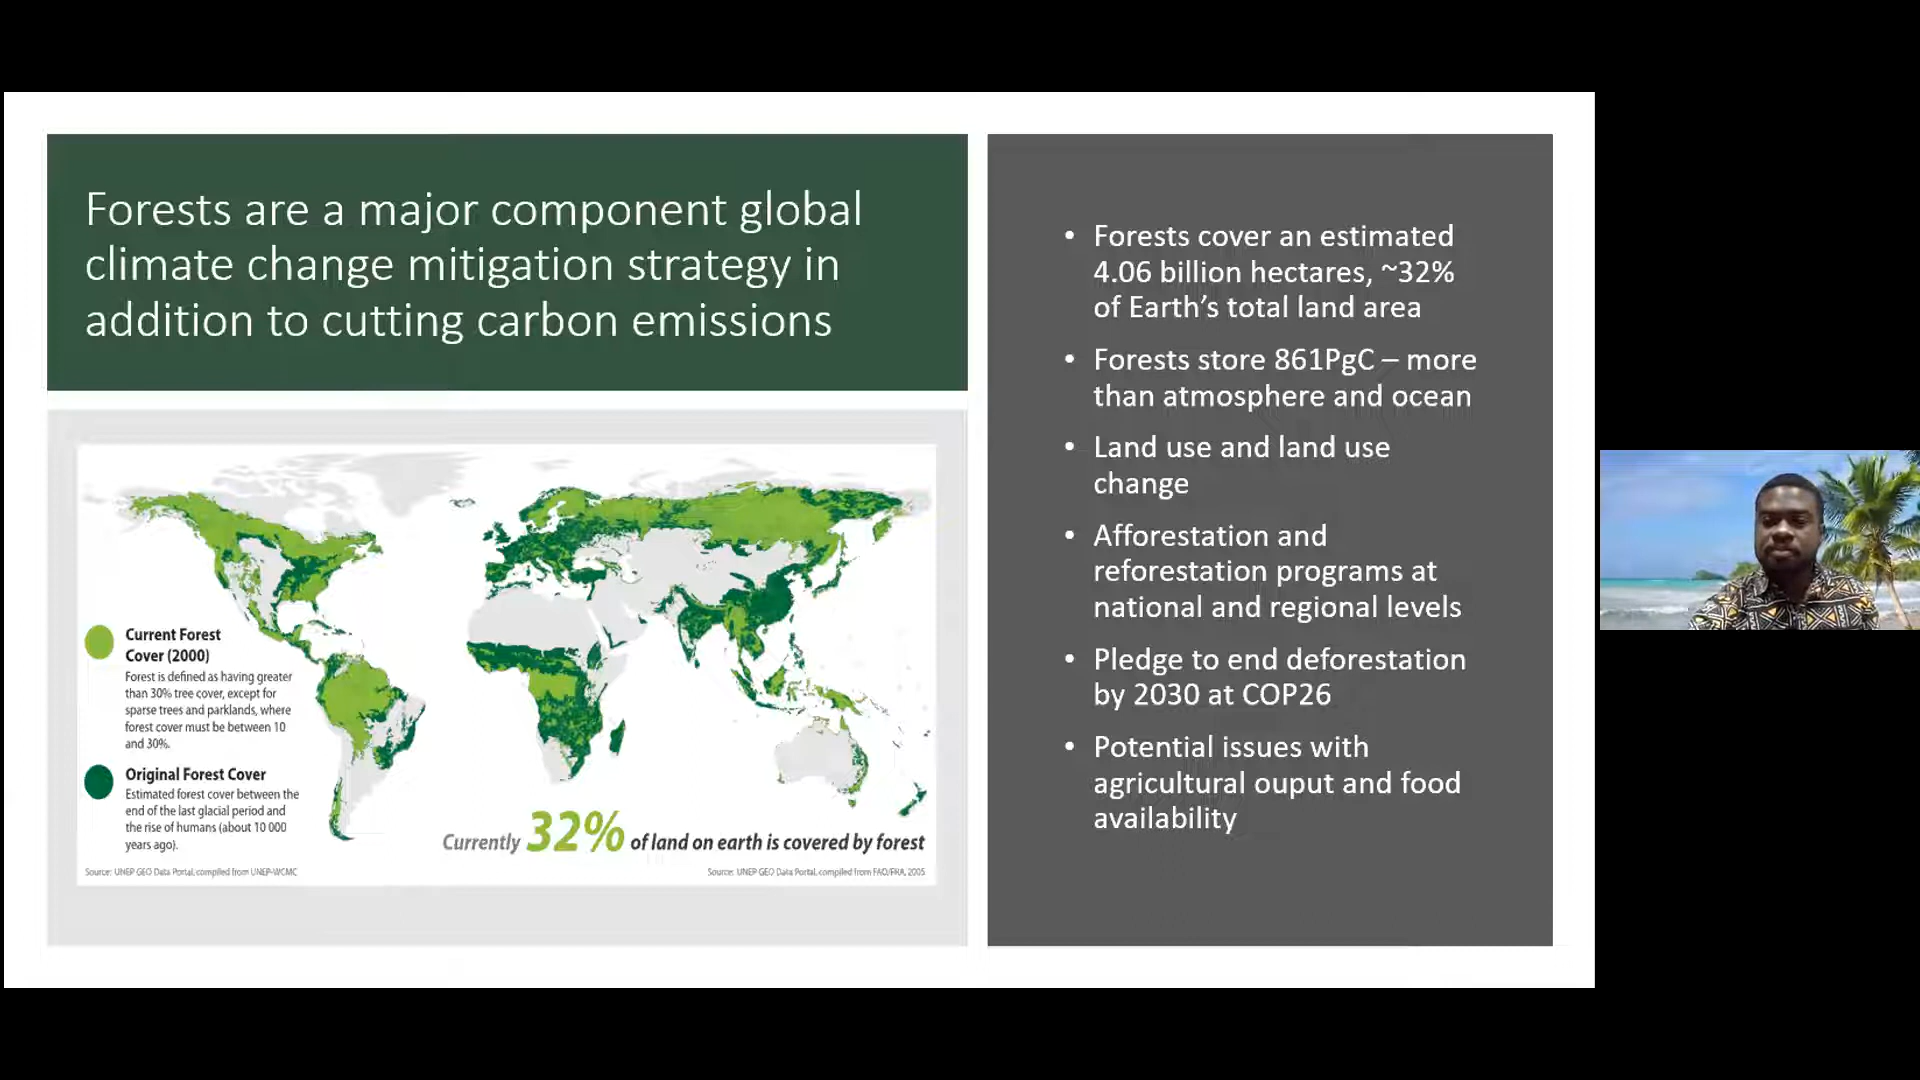 Forests are a major component global
climate change mitigation strategy in
addition to cutting carbon emissions
Current Forest
Cover (2000)
Forest is defined as having greater
than 30% tree cover, except for
sparse trees and parklands, where
forest cover must be between 10
and 30%.
Original Forest Cover
Estimated forest cover between the
end of the last glacial period and
the rise of humans (about 10 000
years ago).
Currently 32% of land on earth is covered by forest
Source: UNEP GEO Data Portal, compiled from UNEP-WCMC
Source: UNEP GEO Data Portal, compiled from FAO/FRA, 2005
• Forests cover an estimated
4.06 billion hectares, ~32%
of Earth's total land area
• Forests store 861PgC – more
than atmosphere and ocean
• Land use and land use
change
• Afforestation and
reforestation programs at
national and regional levels
• Pledge to end deforestation
by 2030 at COP26
• Potential issues with
agricultural ouput and food
availability